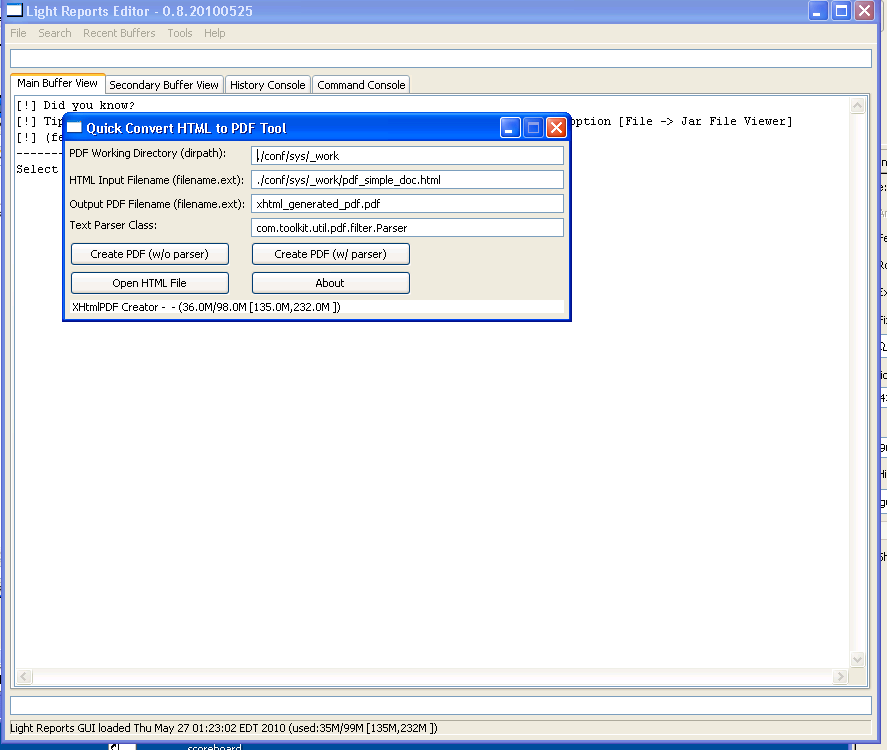 Light Reports Editor - 0.8.20100525
File Search Recent Buffers Tools Help
Main Buffer View Secondary Buffer View History Console Command Console
[!] Did you know?
[!] Tip option [File -> Jar File Viewer]
[!] (fe
Select
Quick Convert HTML to PDF Tool
PDF Working Directory (dirpath): ./conf/sys/_work
HTML Input Filename (filename.ext): ./conf/sys/_work/pdf_simple_doc.html
Output PDF Filename (filename.ext): xhtml_generated_pdf.pdf
Text Parser Class: com.toolkit.util.pdf.filter.Parser
Create PDF (w/o parser) Create PDF (w/ parser)
Open HTML File About
XHtmlPDF Creator - - (36.0M/98.0M [135.0M,232.0M ])
Light Reports GUI loaded Thu May 27 01:23:02 EDT 2010 (used:35M/99M [135M,232M ])
scoreboard